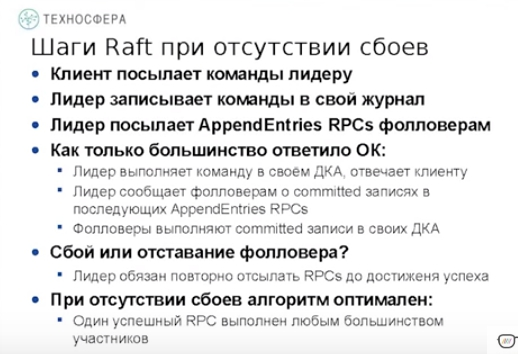 ТЕХНОСФЕРА
Шаги Raft при отсутствии сбоев
Клиент посылает команды лидеру
Лидер записывает команды в свой журнал
Лидер посылает AppendEntries RPCs фолловерам
Как только большинство ответило ОК:
Лидер выполняет команду в своём ДКА, отвечает клиенту
Лидер сообщает фолловерам о committed записях в
последующих AppendEntries RPCs
Фолловеры выполняют committed записи в своих ДКА
Сбой или отставание фолловера?
Лидер обязан повторно отсылать RPCs до достиженя успеха
При отсутствии сбоев алгоритм оптимален:
Один успешный RPC выполнен любым большинством
участников